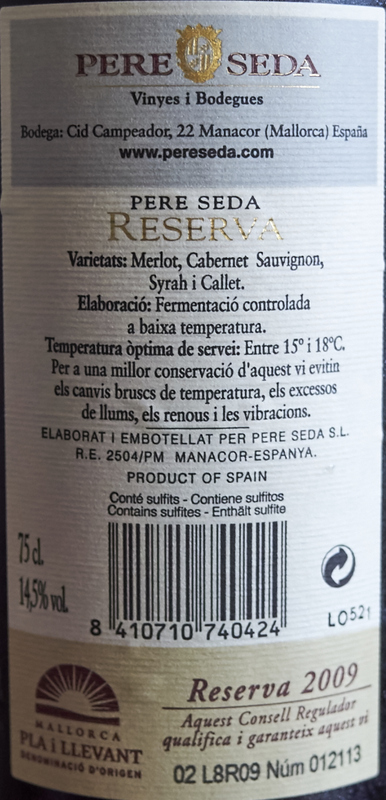 PERE SEDA
Vinyes i Bodegues
Bodega: Cid Campeador, 22 Manacor (Mallorca) España
www.pereseda.com
PERE SEDA
RESERVA
Varietats: Merlot, Cabernet Sauvignon,
Syrah i Callet.
Elaboració: Fermentació controlada
a baixa temperatura.
Temperatura òptima de servei: Entre 15º i 18ºC.
Per a una millor conservació d'aquest vi evitin
els canvis bruscs de temperatura, els excessos
de llums, els renous i les vibracions.
ELABORAT I EMBOTELLAT PER PERE SEDA S.L.
R.E. 2504/PM MANACOR-ESPANYA.
PRODUCT OF SPAIN
Conté sulfits - Contiene sulfitos
Contains sulfites - Enthält sulfite
75 cl.
14,5% vol.
8 410710 740424
LO521
MALLORCA
PLA i LLEVANT
DENOMINACIÓ D'ORIGEN
Reserva 2009
Aquest Consell Regulador
qualifica i garanteix aquest vi
02 L8R09 Núm 012113